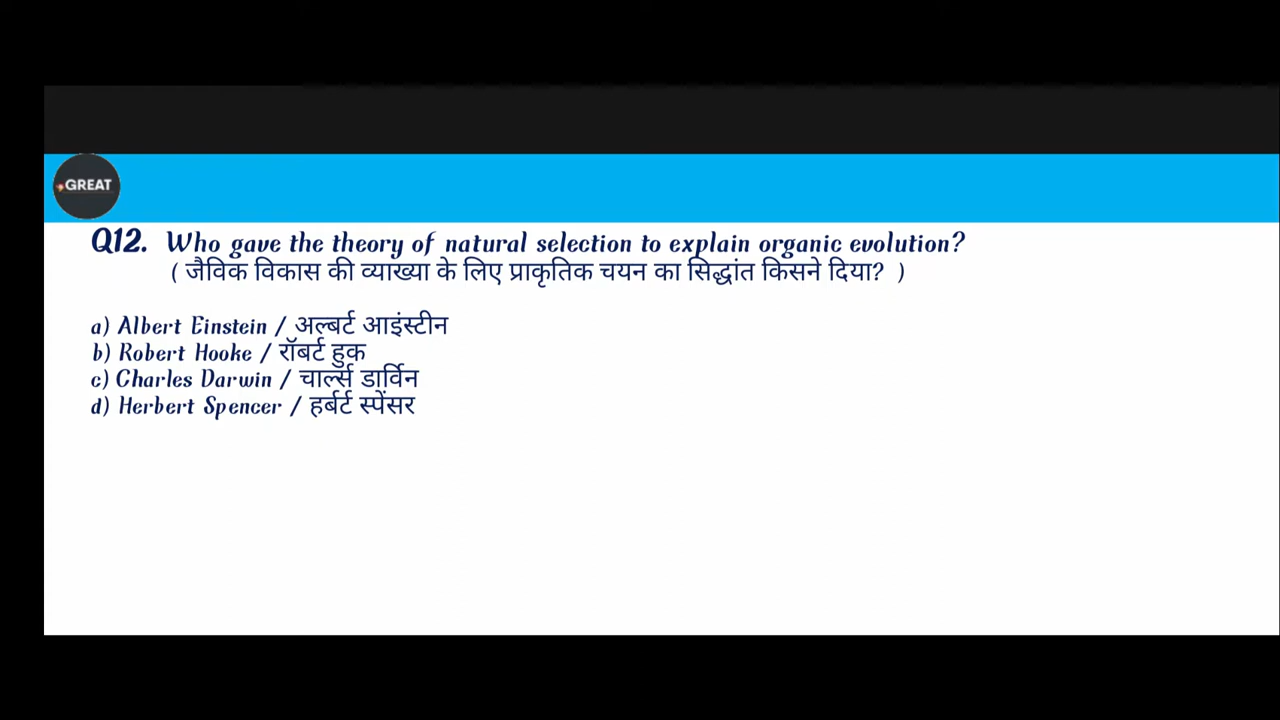 GREAT
Q12. Who gave the theory of natural selection to explain organic evolution?
( जैविक विकास की व्याख्या के लिए प्राकृतिक चयन का सिद्धांत किसने दिया? )
a) Albert Einstein / अल्बर्ट आइंस्टीन
b) Robert Hooke / रॉबर्ट हुक
c) Charles Darwin / चार्ल्स डार्विन
d) Herbert Spencer / हर्बर्ट स्पेंसर